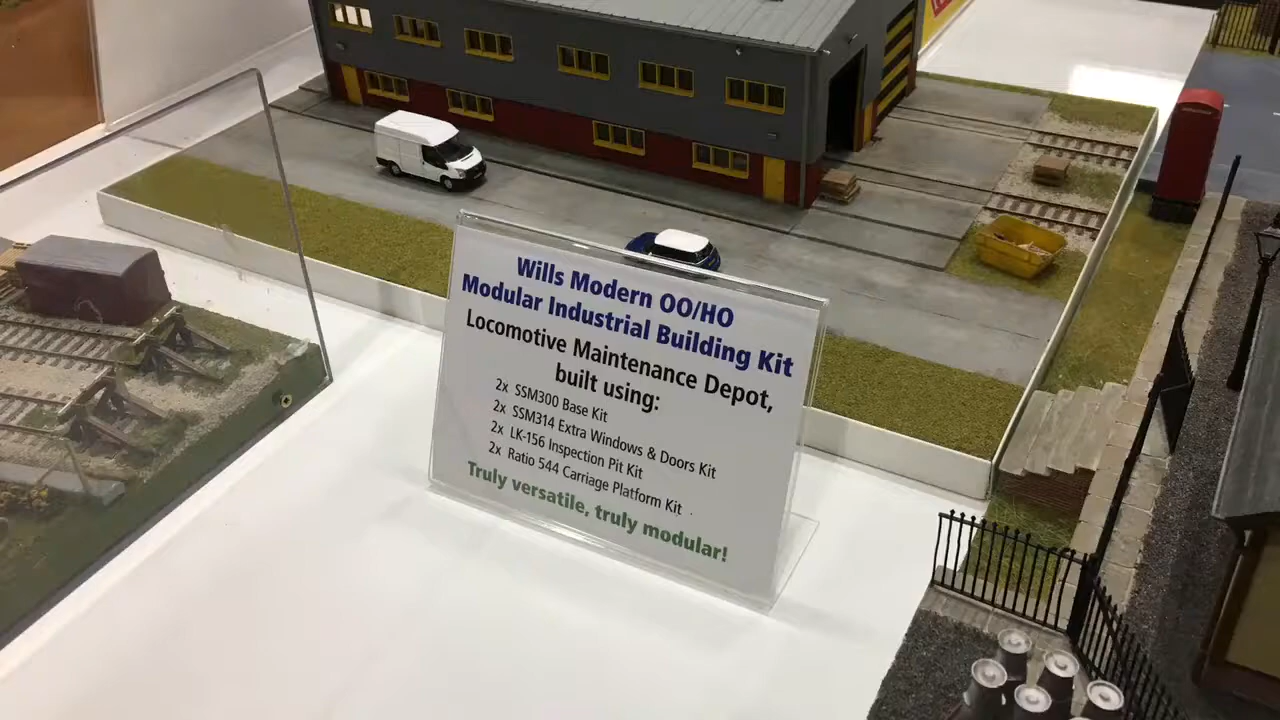 Wills Modern OO/HO
Modular Industrial Building Kit
Locomotive Maintenance Depot,
built using:
2x SSM300 Base Kit
2x SSM314 Extra Windows & Doors Kit
2x LK-156 Inspection Pit Kit
2x Ratio 544 Carriage Platform Kit
Truly versatile, truly modular!